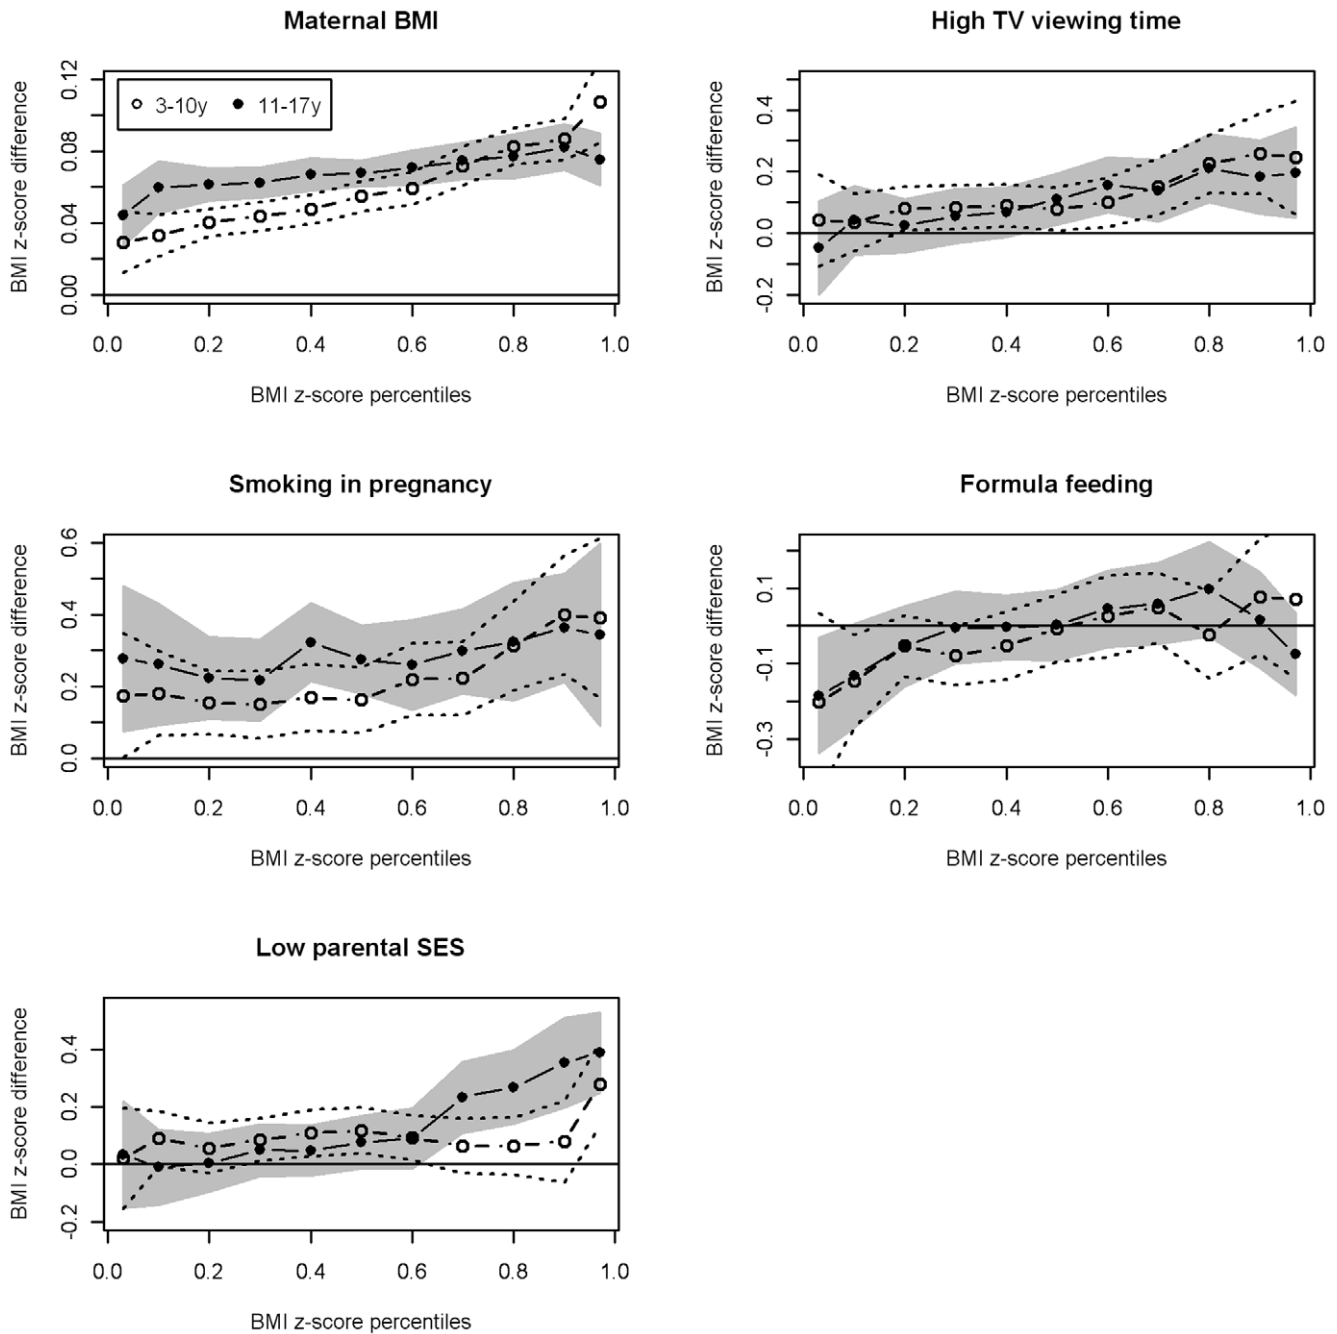 Maternal BMI
BMI z-score difference
0.00 0.04 0.08 0.12
3-10y 11-17y
0.0 0.2 0.4 0.6 0.8 1.0
BMI z-score percentiles
High TV viewing time
BMI z-score difference
-0.2 0.0 0.2 0.4
0.0 0.2 0.4 0.6 0.8 1.0
BMI z-score percentiles
Smoking in pregnancy
BMI z-score difference
0.0 0.2 0.4 0.6
0.0 0.2 0.4 0.6 0.8 1.0
BMI z-score percentiles
Formula feeding
BMI z-score difference
-0.3 -0.1 0.1
0.0 0.2 0.4 0.6 0.8 1.0
BMI z-score percentiles
Low parental SES
BMI z-score difference
-0.2 0.0 0.2 0.4
0.0 0.2 0.4 0.6 0.8 1.0
BMI z-score percentiles